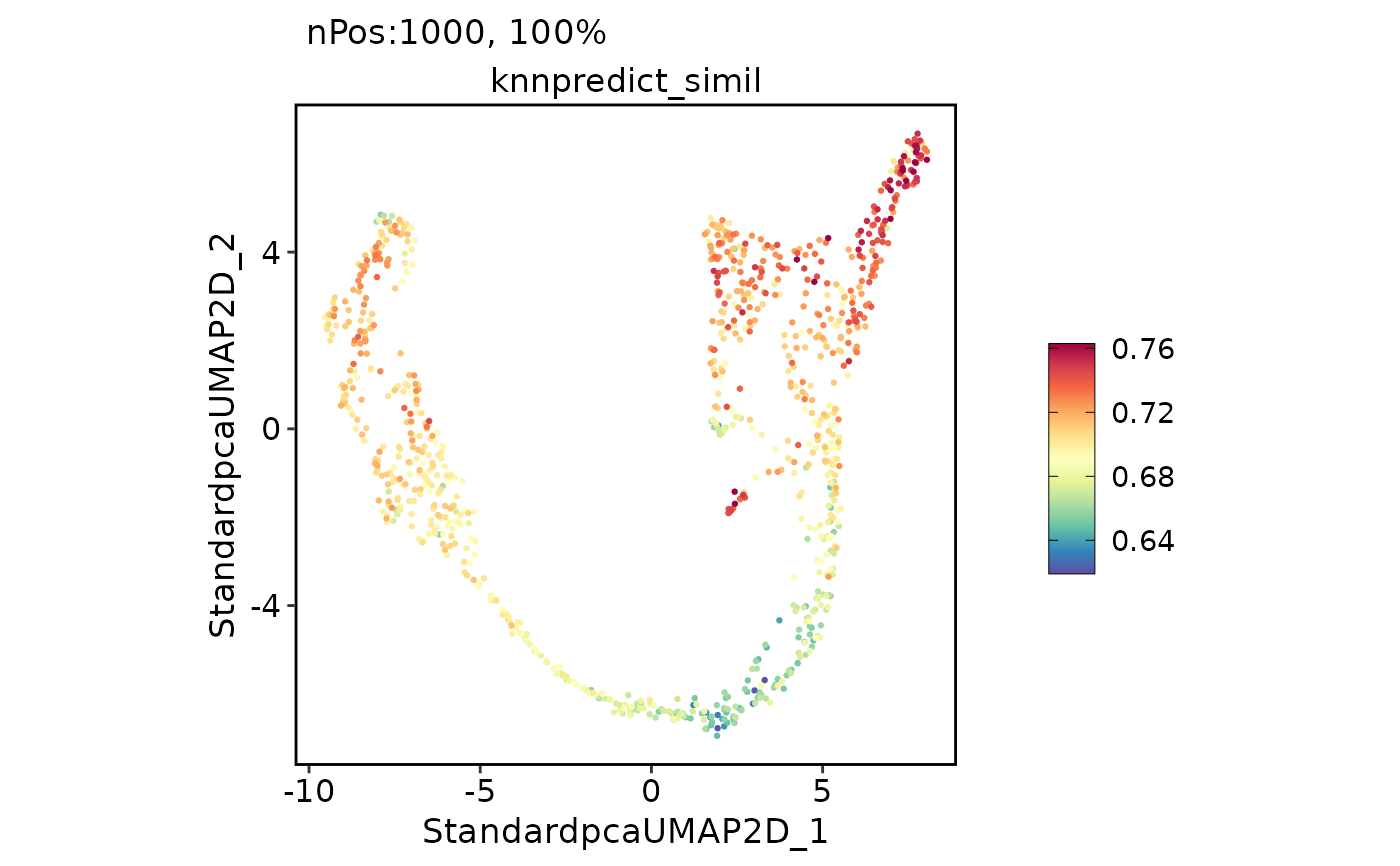 nPos:1000, 100%
knnpredict_simil
StandardpcaUMAP2D_2
4
0
-4
-10
-5
0
5
StandardpcaUMAP2D_1
0.76
0.72
0.68
0.64